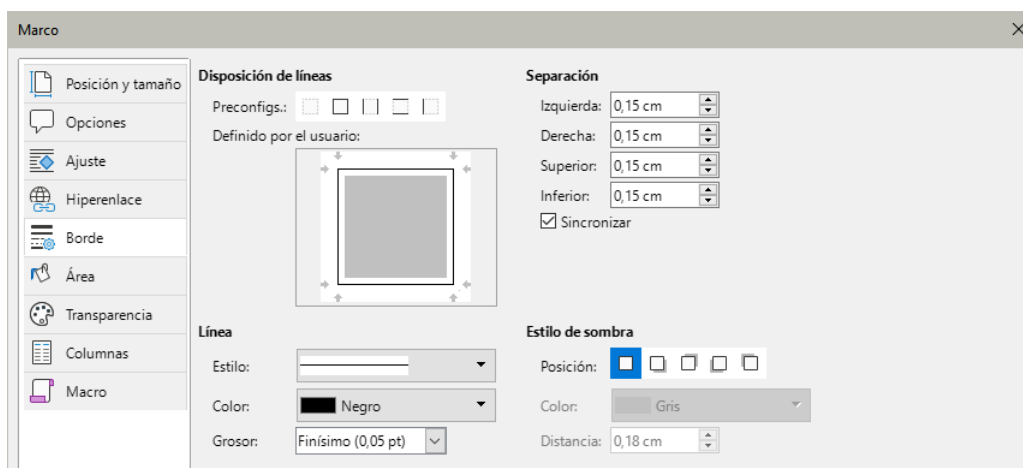 Marco
Posición y tamaño
Opciones
Ajuste
Hiperenlace
Borde
Área
Transparencia
Columnas
Macro
Disposición de líneas
Preconfigs.:
Definido por el usuario:
Separación
Izquierda: 0,15 cm
Derecha: 0,15 cm
Superior: 0,15 cm
Inferior: 0,15 cm
Sincronizar
Línea
Estilo:
Color: Negro
Grosor: Finísimo (0,05 pt)
Estilo de sombra
Posición:
Color: Gris
Distancia: 0,18 cm